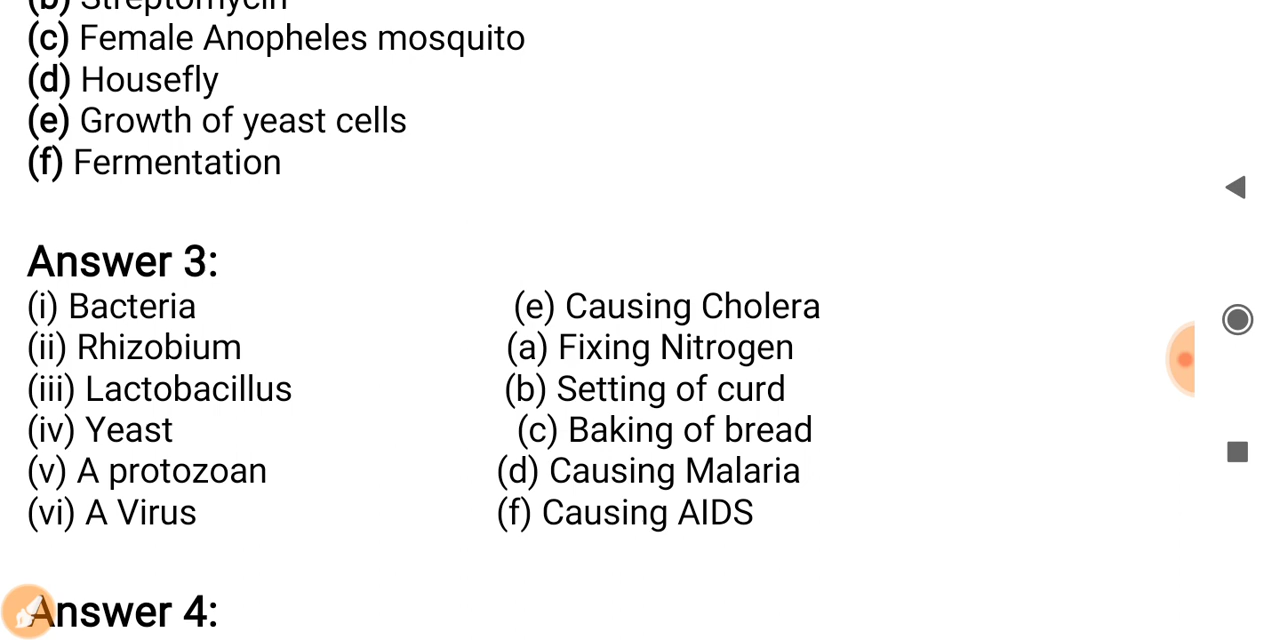 (b) Streptomycin
(c) Female Anopheles mosquito
(d) Housefly
(e) Growth of yeast cells
(f) Fermentation
Answer 3:
(i) Bacteria (e) Causing Cholera
(ii) Rhizobium (a) Fixing Nitrogen
(iii) Lactobacillus (b) Setting of curd
(iv) Yeast (c) Baking of bread
(v) A protozoan (d) Causing Malaria
(vi) A Virus (f) Causing AIDS
Answer 4: